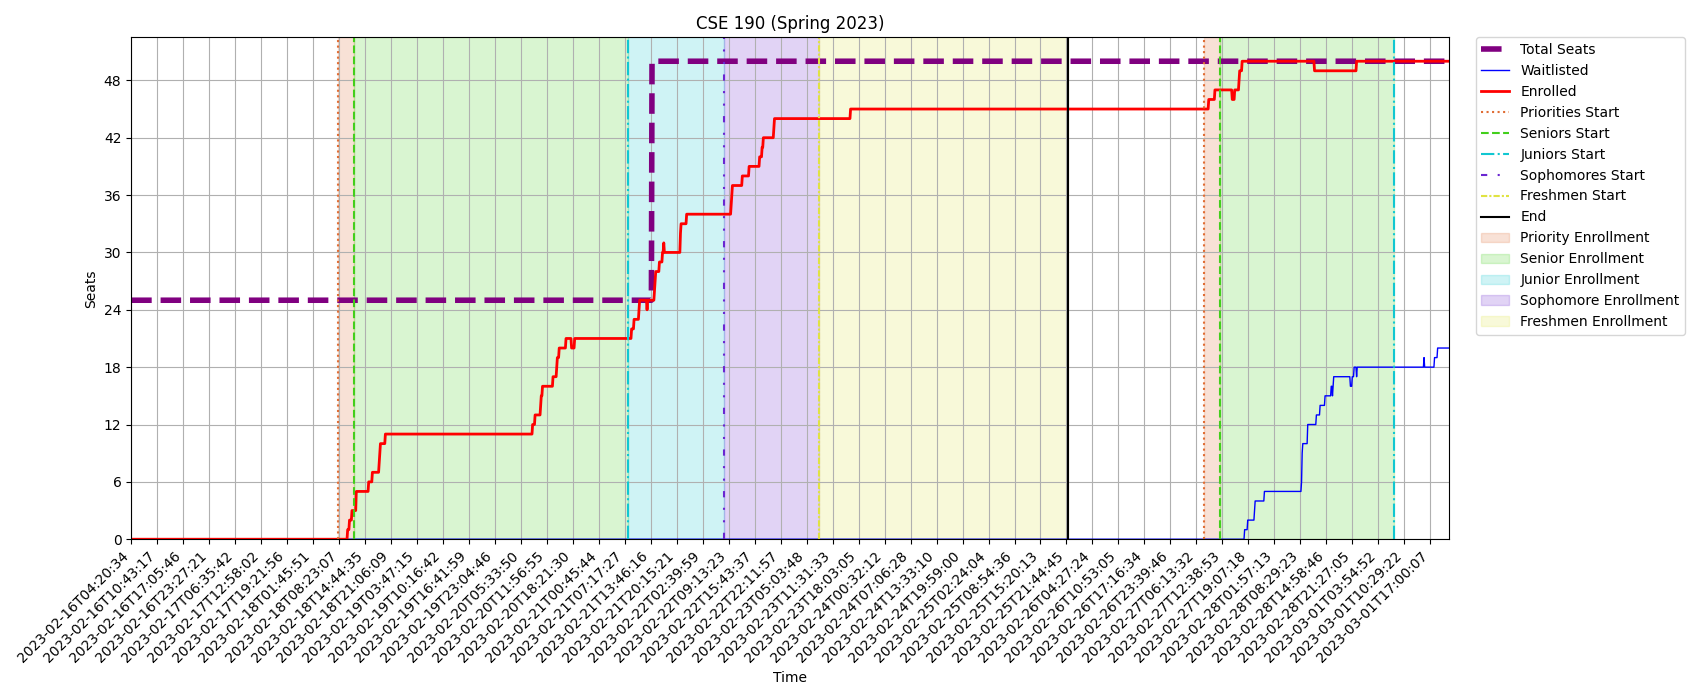 CSE 190 (Spring 2023)
Total Seats
Waitlisted
Enrolled
Priorities Start
Seniors Start
Juniors Start
Sophomores Start
Freshmen Start
End
Priority Enrollment
Senior Enrollment
Junior Enrollment
Sophomore Enrollment
Freshmen Enrollment
Seats
48
42
36
30
24
18
12
6
0
2023-02-16T04:20:34
2023-02-16T10:43:17
2023-02-16T17:05:46
2023-02-16T23:27:21
2023-02-17T06:35:42
2023-02-17T12:58:02
2023-02-17T19:21:56
2023-02-18T01:45:51
2023-02-18T08:23:07
2023-02-18T14:44:35
2023-02-18T21:06:09
2023-02-19T03:47:15
2023-02-19T10:16:42
2023-02-19T16:41:59
2023-02-19T23:04:46
2023-02-20T05:33:50
2023-02-20T11:56:55
2023-02-20T18:21:30
2023-02-21T00:45:44
2023-02-21T07:17:27
2023-02-21T13:46:16
2023-02-21T20:15:21
2023-02-22T02:39:59
2023-02-22T09:13:23
2023-02-22T15:43:37
2023-02-22T22:11:57
2023-02-23T05:03:48
2023-02-23T11:31:33
2023-02-23T18:03:05
2023-02-24T00:32:12
2023-02-24T07:06:28
2023-02-24T13:33:10
2023-02-24T19:59:00
2023-02-25T02:24:04
2023-02-25T08:54:36
2023-02-25T15:20:13
2023-02-25T21:44:45
2023-02-26T04:27:24
2023-02-26T10:53:05
2023-02-26T17:16:34
2023-02-26T23:39:46
2023-02-27T06:13:32
2023-02-27T12:38:53
2023-02-27T19:07:18
2023-02-28T01:57:13
2023-02-28T08:29:23
2023-02-28T14:58:46
2023-02-28T21:27:05
2023-03-01T03:54:52
2023-03-01T10:29:22
2023-03-01T17:00:07
Time